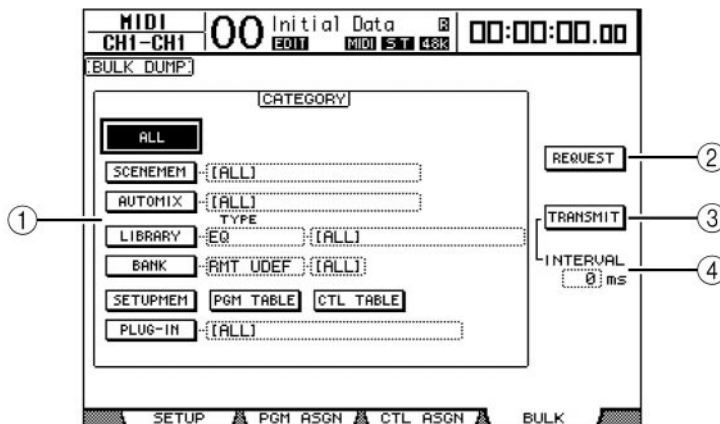 MIDI
CH1-CH1
00 Initial Data R
EDIT MIDI ST 48K
00:00:00.00
BULK DUMP
CATEGORY
ALL
SCENEMEM [ALL]
AUTOMIX [ALL]
TYPE
LIBRARY EQ [ALL]
BANK RMT UDEF [ALL]
SETUPMEM PGM TABLE CTL TABLE
PLUG-IN [ALL]
REQUEST
TRANSMIT
INTERVAL
0 ms
1
2
3
4
SETUP PGM ASGN CTL ASGN BULK